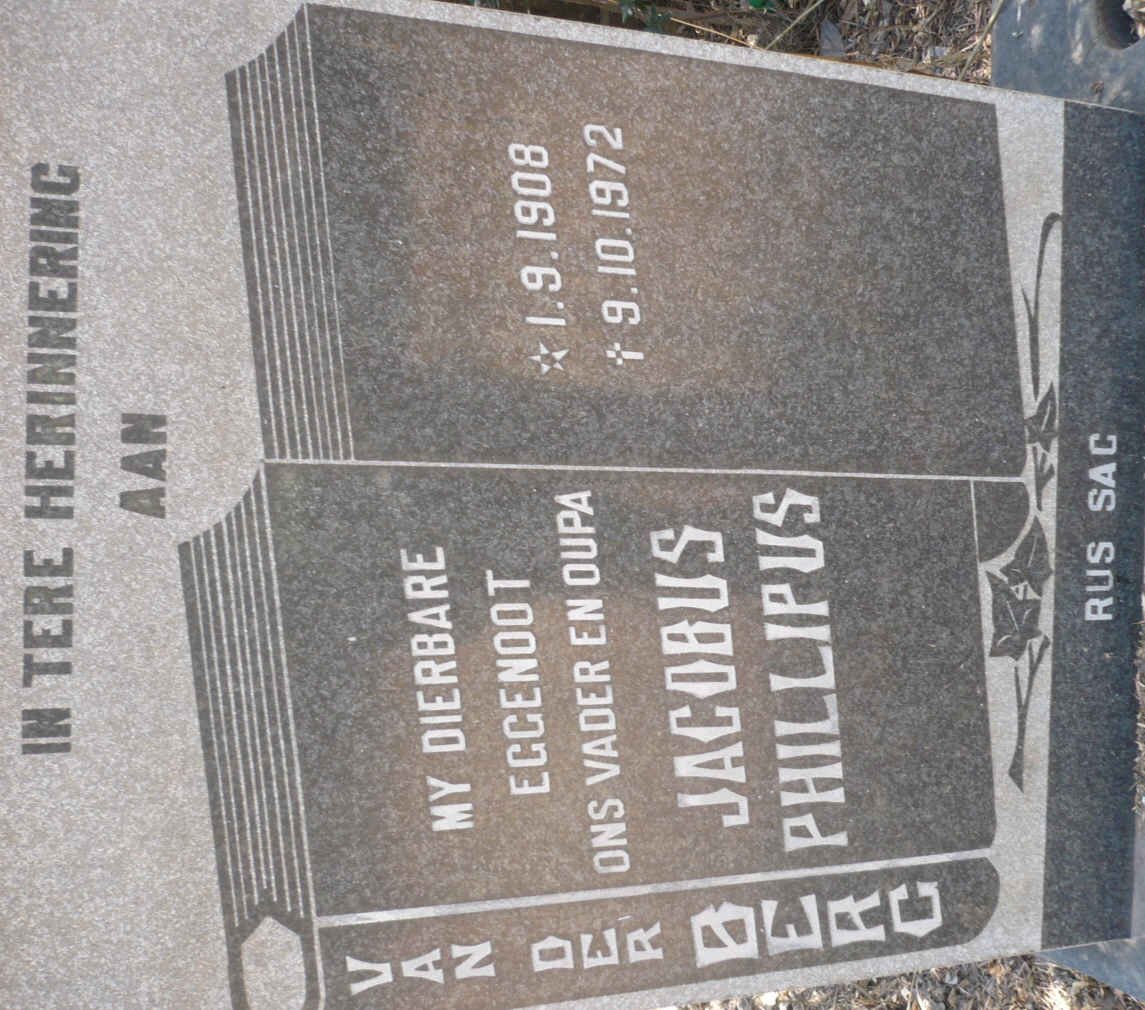 IN TERE HERINNERING
AAN
VAN
DER
BERG
MY DIERBARE
EGGENOOT
ONS VADER EN OUPA
JACOBUS
PHILLIPUS
☆ 1.9.1908
✝ 9.10.1972
RUS SAG